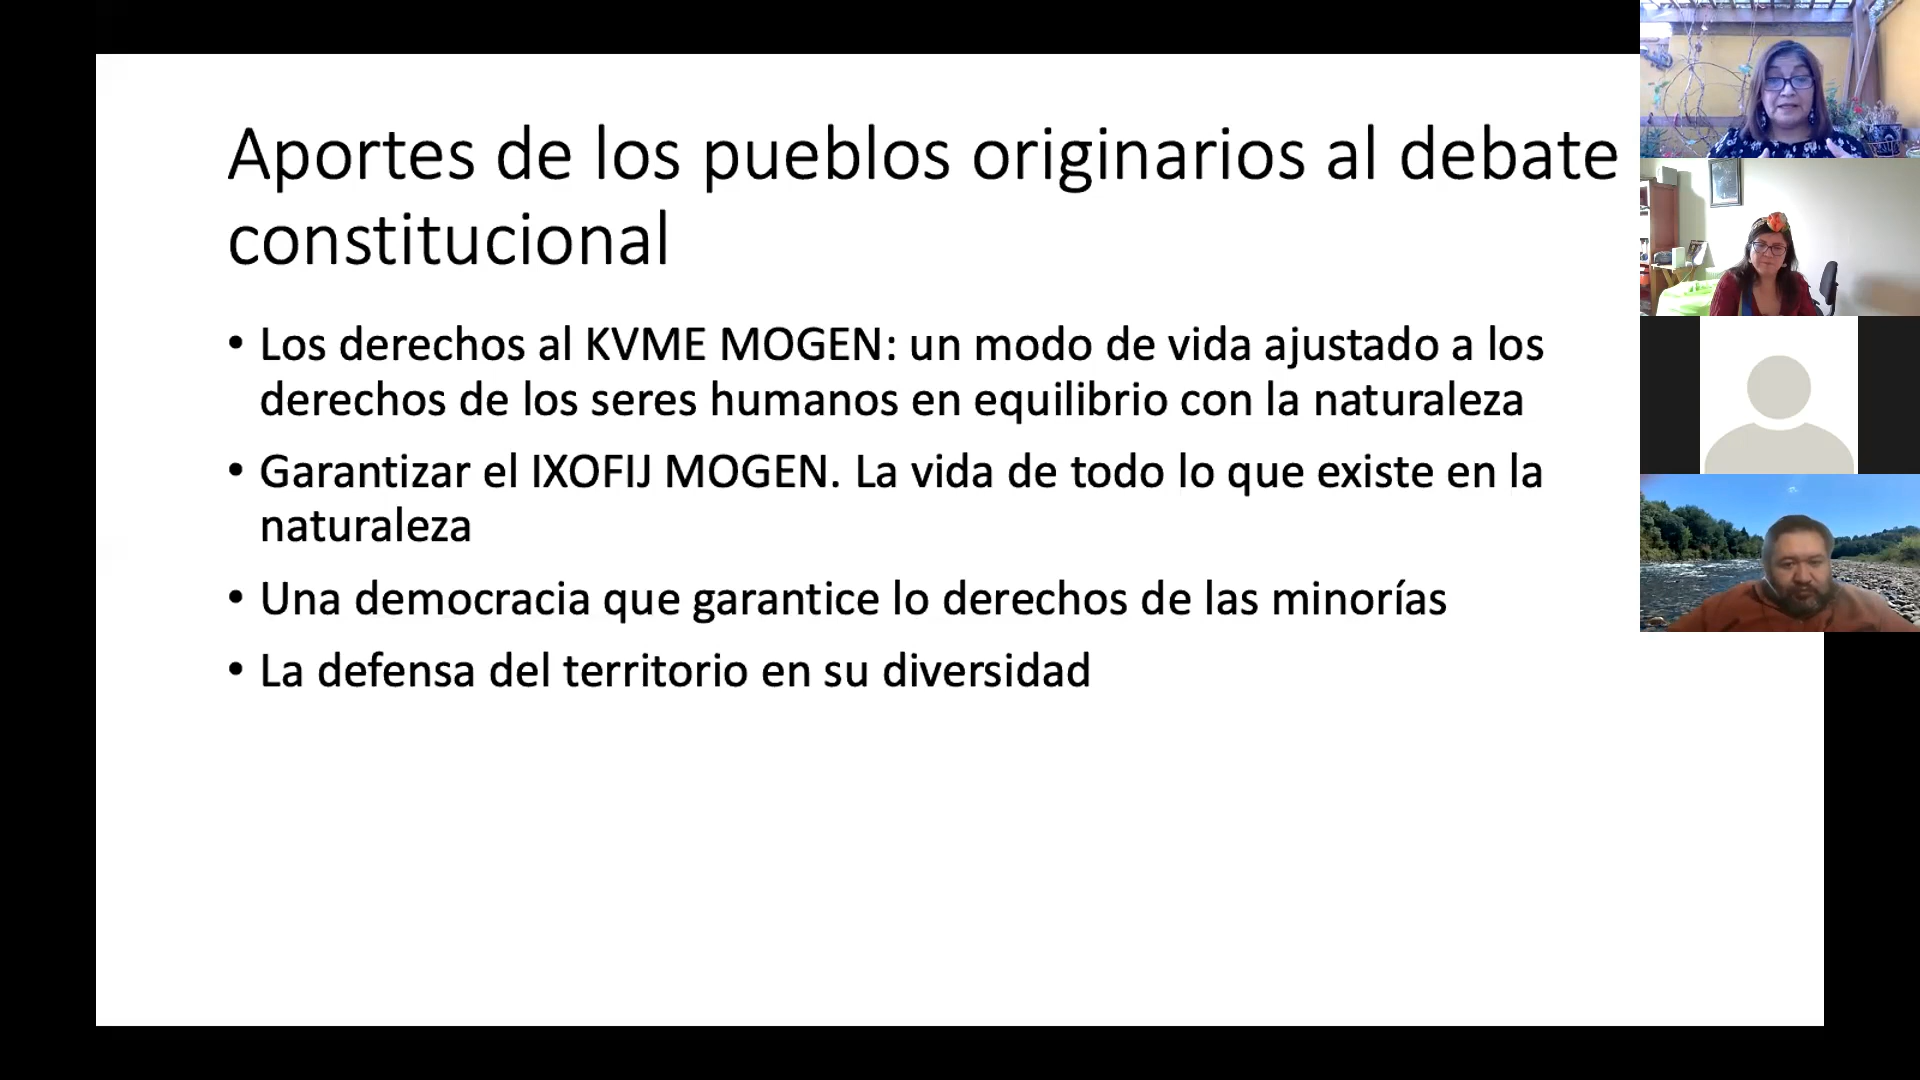 Aportes de los pueblos originarios al debate
constitucional
• Los derechos al KVME MOGEN: un modo de vida ajustado a los
derechos de los seres humanos en equilibrio con la naturaleza
• Garantizar el IXOFIJ MOGEN. La vida de todo lo que existe en la
naturaleza
• Una democracia que garantice lo derechos de las minorías
• La defensa del territorio en su diversidad